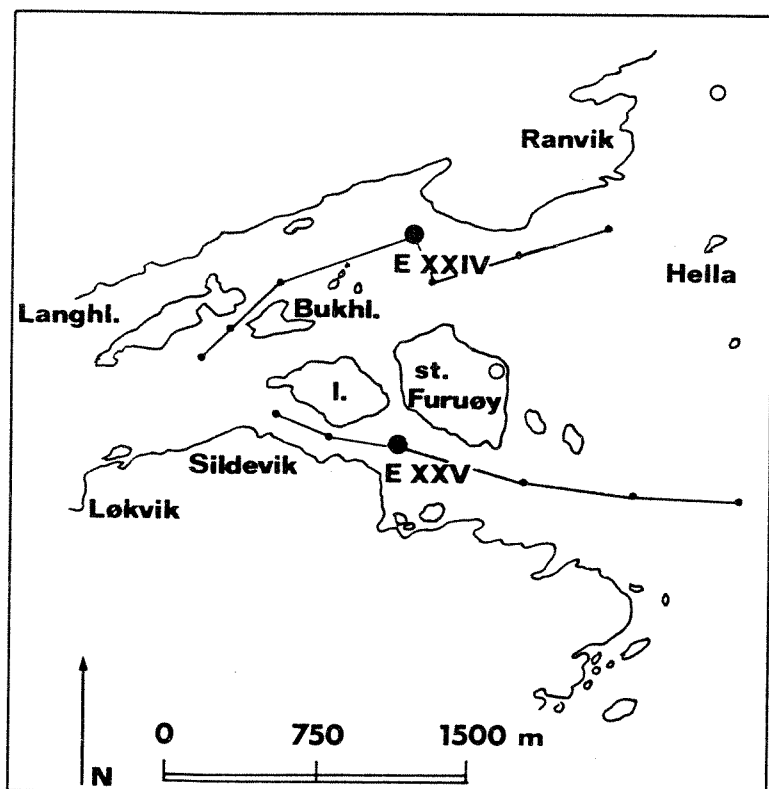 Ranvik
E XXIV
Hella
Langhl.
Bukhl.
st.
l.
Furuøy
Sildevik
E XXV
Løkvik
0 750 1500 m
N